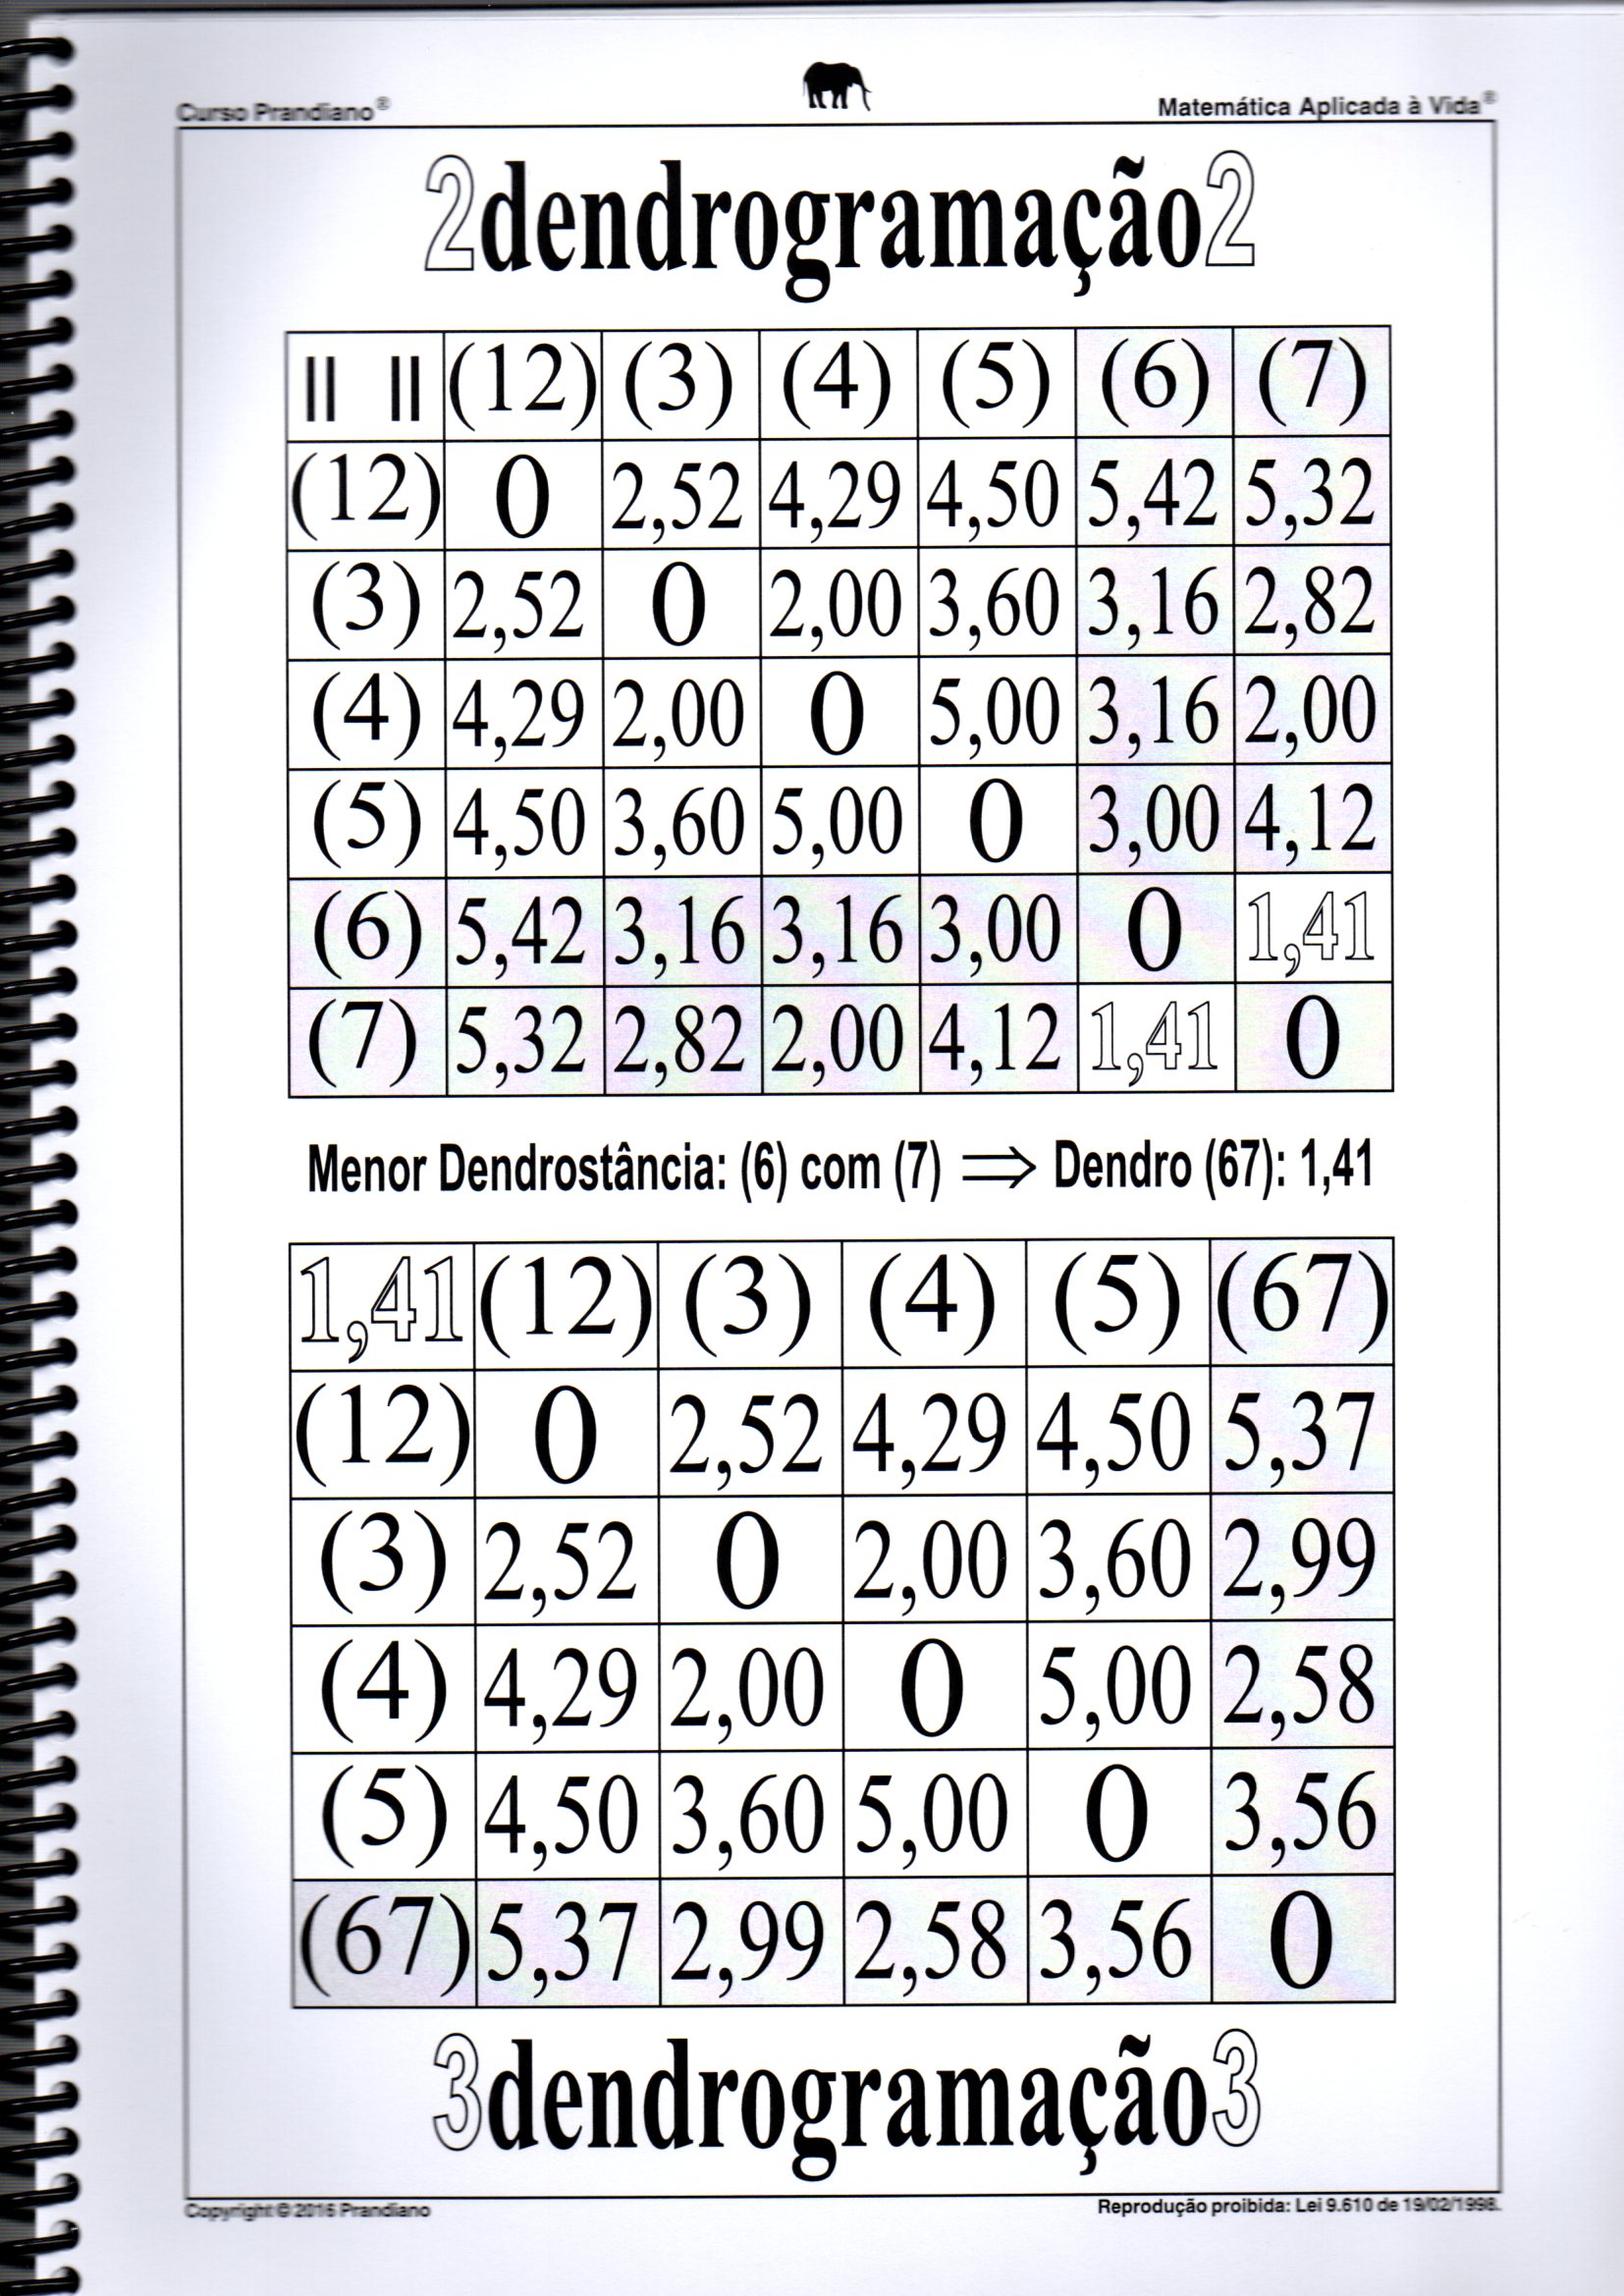 Curso Prandiano® Matemática Aplicada à Vida®
2dendrogramação2
|| || (12) (3) (4) (5) (6) (7)
(12) 0 2,52 4,29 4,50 5,42 5,32
(3) 2,52 0 2,00 3,60 3,16 2,82
(4) 4,29 2,00 0 5,00 3,16 2,00
(5) 4,50 3,60 5,00 0 3,00 4,12
(6) 5,42 3,16 3,16 3,00 0 1,41
(7) 5,32 2,82 2,00 4,12 1,41 0
Menor Dendrostância: (6) com (7) ⟹ Dendro (67): 1,41
1,41 (12) (3) (4) (5) (67)
(12) 0 2,52 4,29 4,50 5,37
(3) 2,52 0 2,00 3,60 2,99
(4) 4,29 2,00 0 5,00 2,58
(5) 4,50 3,60 5,00 0 3,56
(67) 5,37 2,99 2,58 3,56 0
3dendrogramação3
Copyright © 2016 Prandiano Reprodução proibida: Lei 9.610 de 19/02/1998.